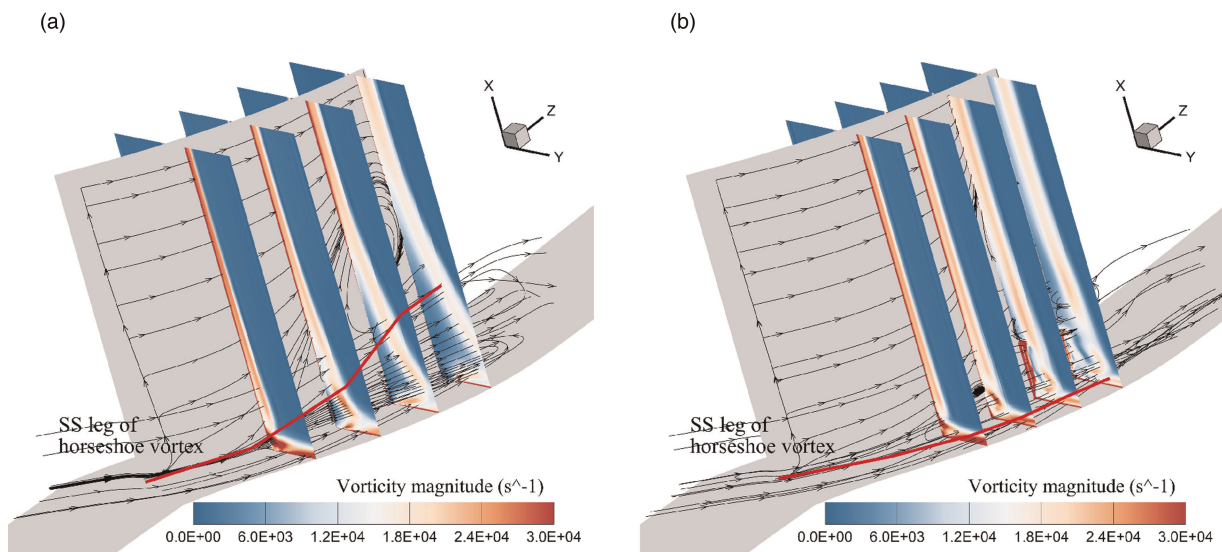 (a)
(b)
X
Z
Y
X
Z
Y
SS leg of
horseshoe vortex
SS leg of
horseshoe vortex
Vorticity magnitude (s^-1)
0.0E+00 6.0E+03 1.2E+04 1.8E+04 2.4E+04 3.0E+04
Vorticity magnitude (s^-1)
0.0E+00 6.0E+03 1.2E+04 1.8E+04 2.4E+04 3.0E+04